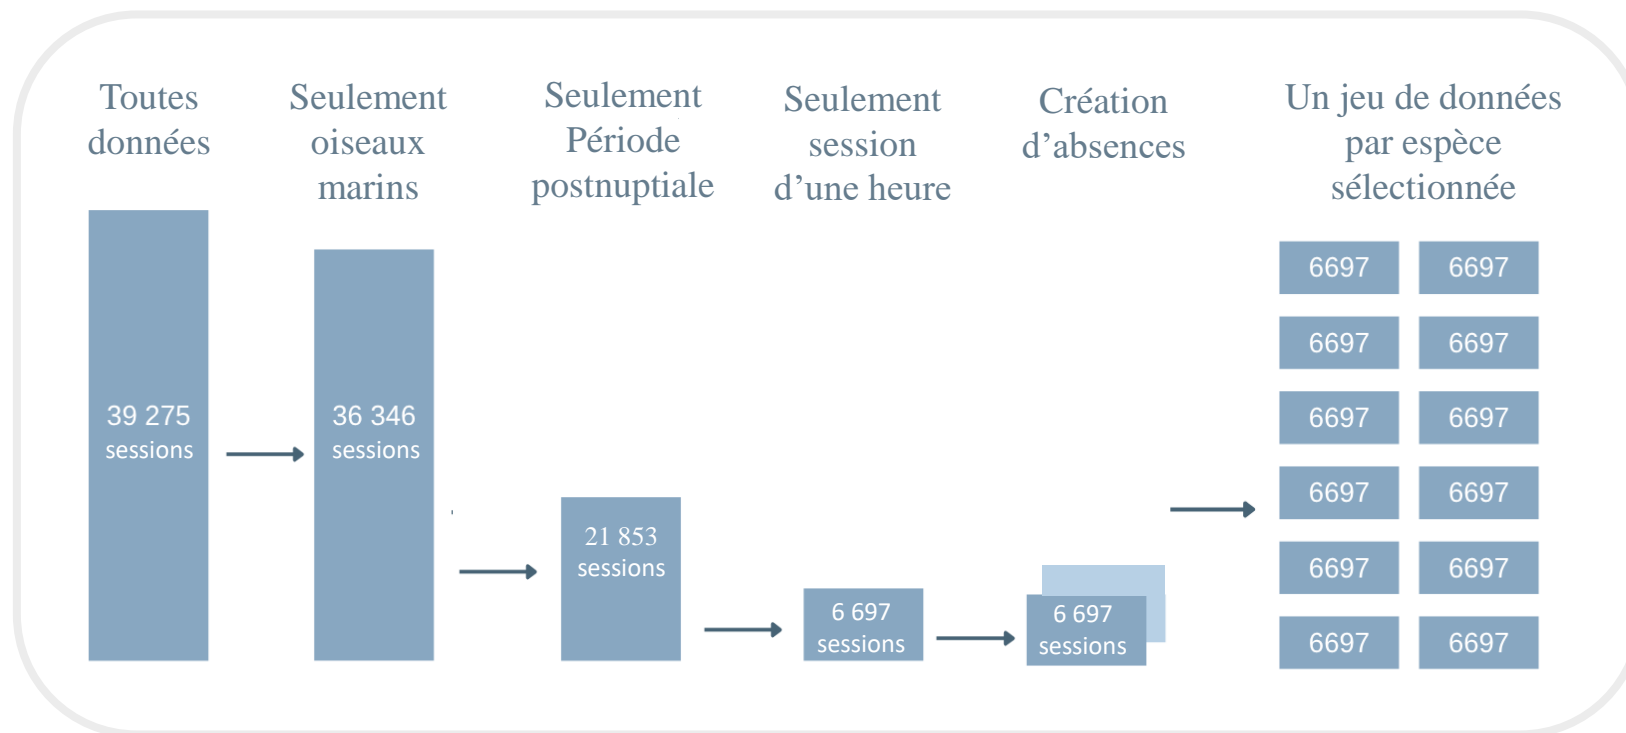 Toutes
données
Seulement
oiseaux
marins
Seulement
Période
postnuptiale
Seulement
session
d’une heure
Création
d’absences
Un jeu de données
par espèce
sélectionnée
39 275
sessions
36 346
sessions
21 853
sessions
6 697
sessions
6 697
sessions
6697 6697
6697 6697
6697 6697
6697 6697
6697 6697
6697 6697